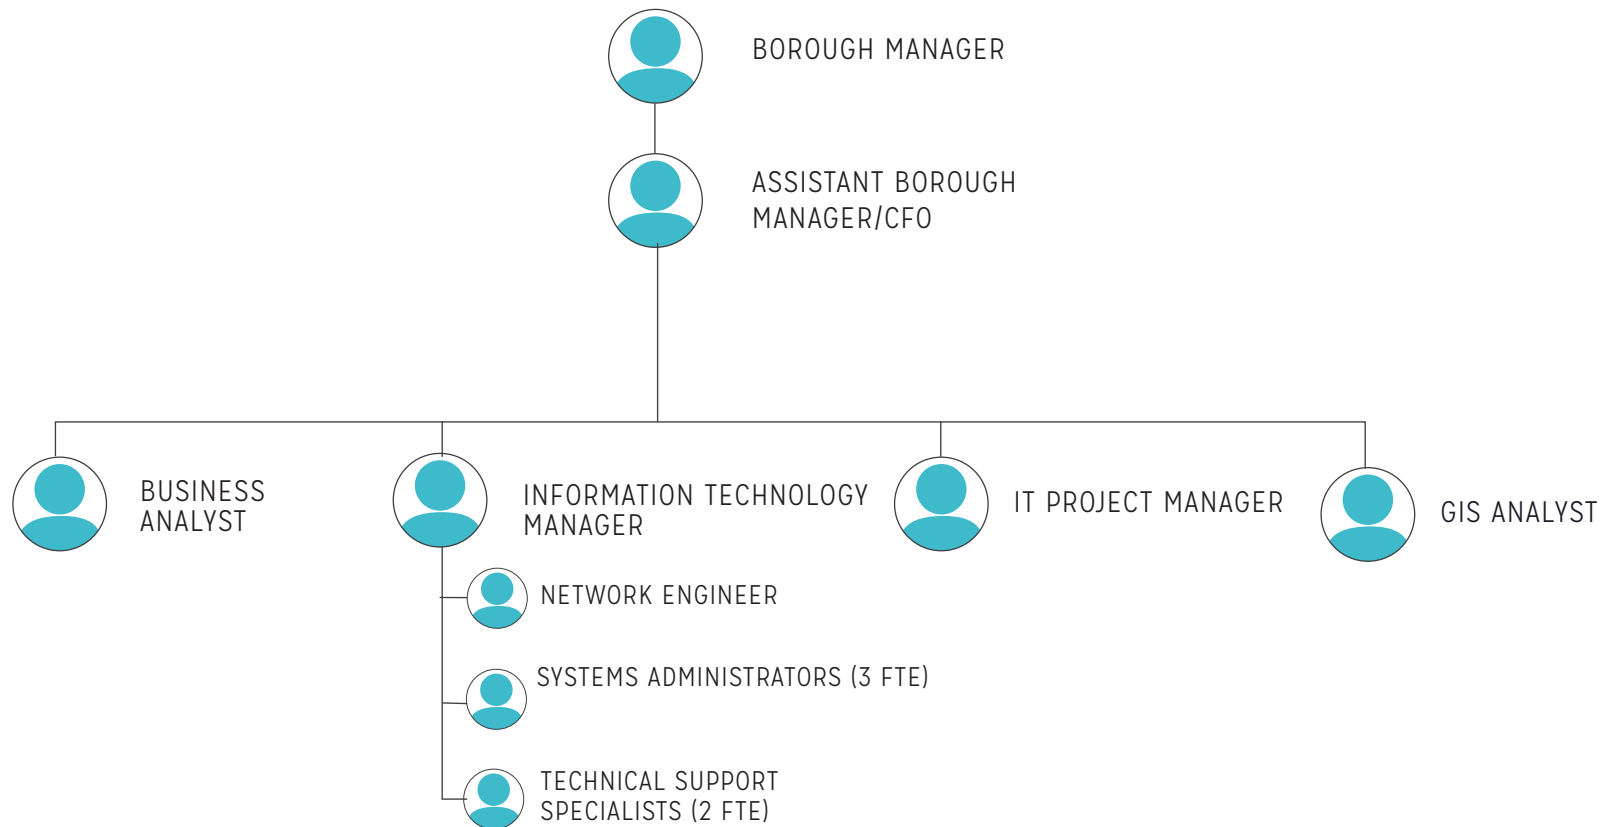 BOROUGH MANAGER
ASSISTANT BOROUGH
MANAGER/CFO
BUSINESS
ANALYST
INFORMATION TECHNOLOGY
MANAGER
IT PROJECT MANAGER
GIS ANALYST
NETWORK ENGINEER
SYSTEMS ADMINISTRATORS (3 FTE)
TECHNICAL SUPPORT
SPECIALISTS (2 FTE)